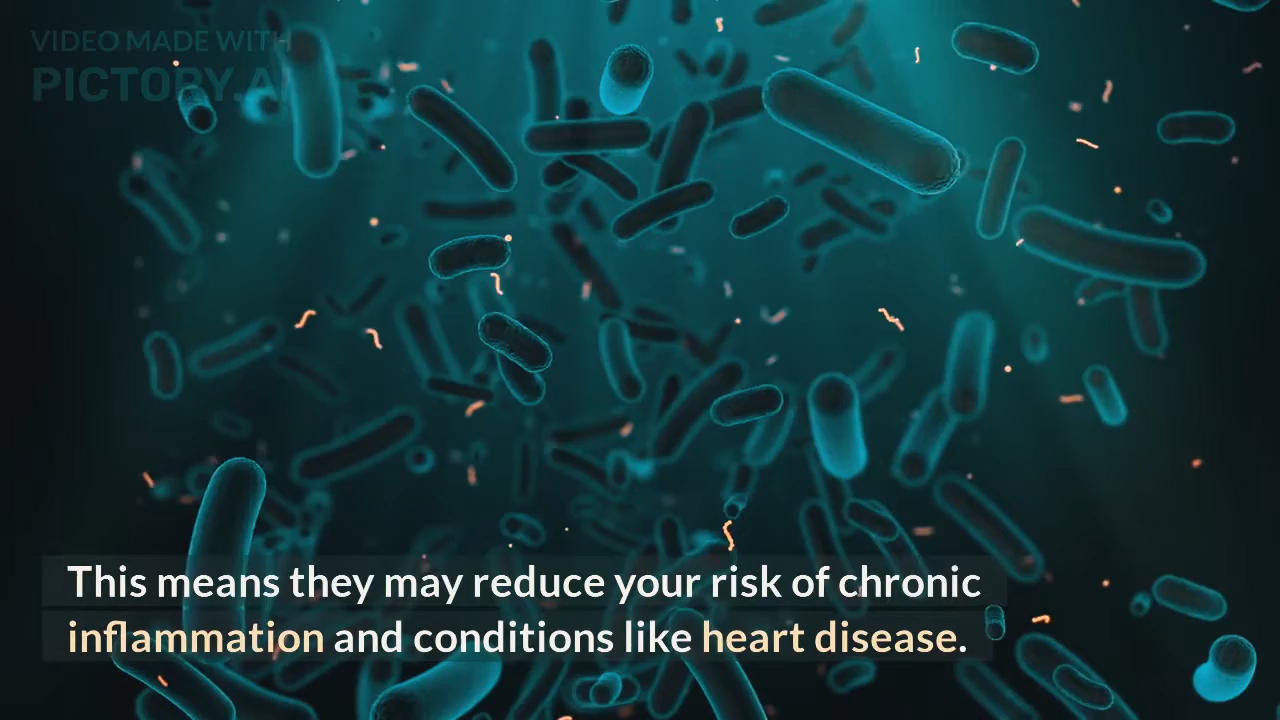 VIDEO MADE WITH
PICTORY.AI
This means they may reduce your risk of chronic
inflammation and conditions like heart disease.